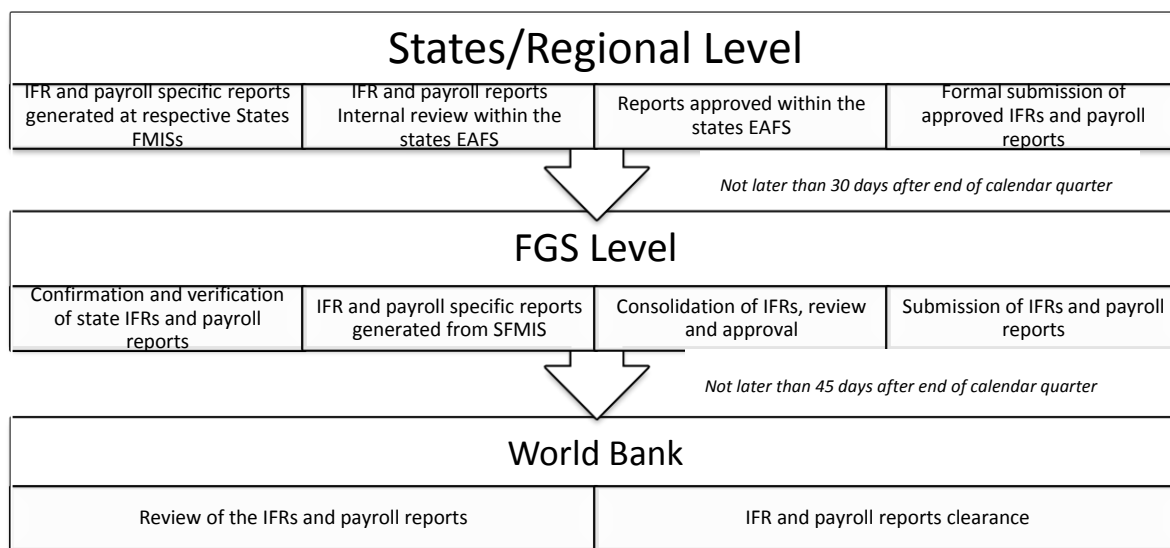 States/Regional Level
IFR and payroll specific reports
generated at respective States
FMISs
IFR and payroll reports
Internal review within the
states EAFS
Reports approved within the
states EAFS
Formal submission of
approved IFRs and payroll
reports
Not later than 30 days after end of calendar quarter
FGS Level
Confirmation and verification
of state IFRs and payroll
reports
IFR and payroll specific reports
generated from SFMIS
Consolidation of IFRs, review
and approval
Submission of IFRs and payroll
reports
Not later than 45 days after end of calendar quarter
World Bank
Review of the IFRs and payroll reports
IFR and payroll reports clearance